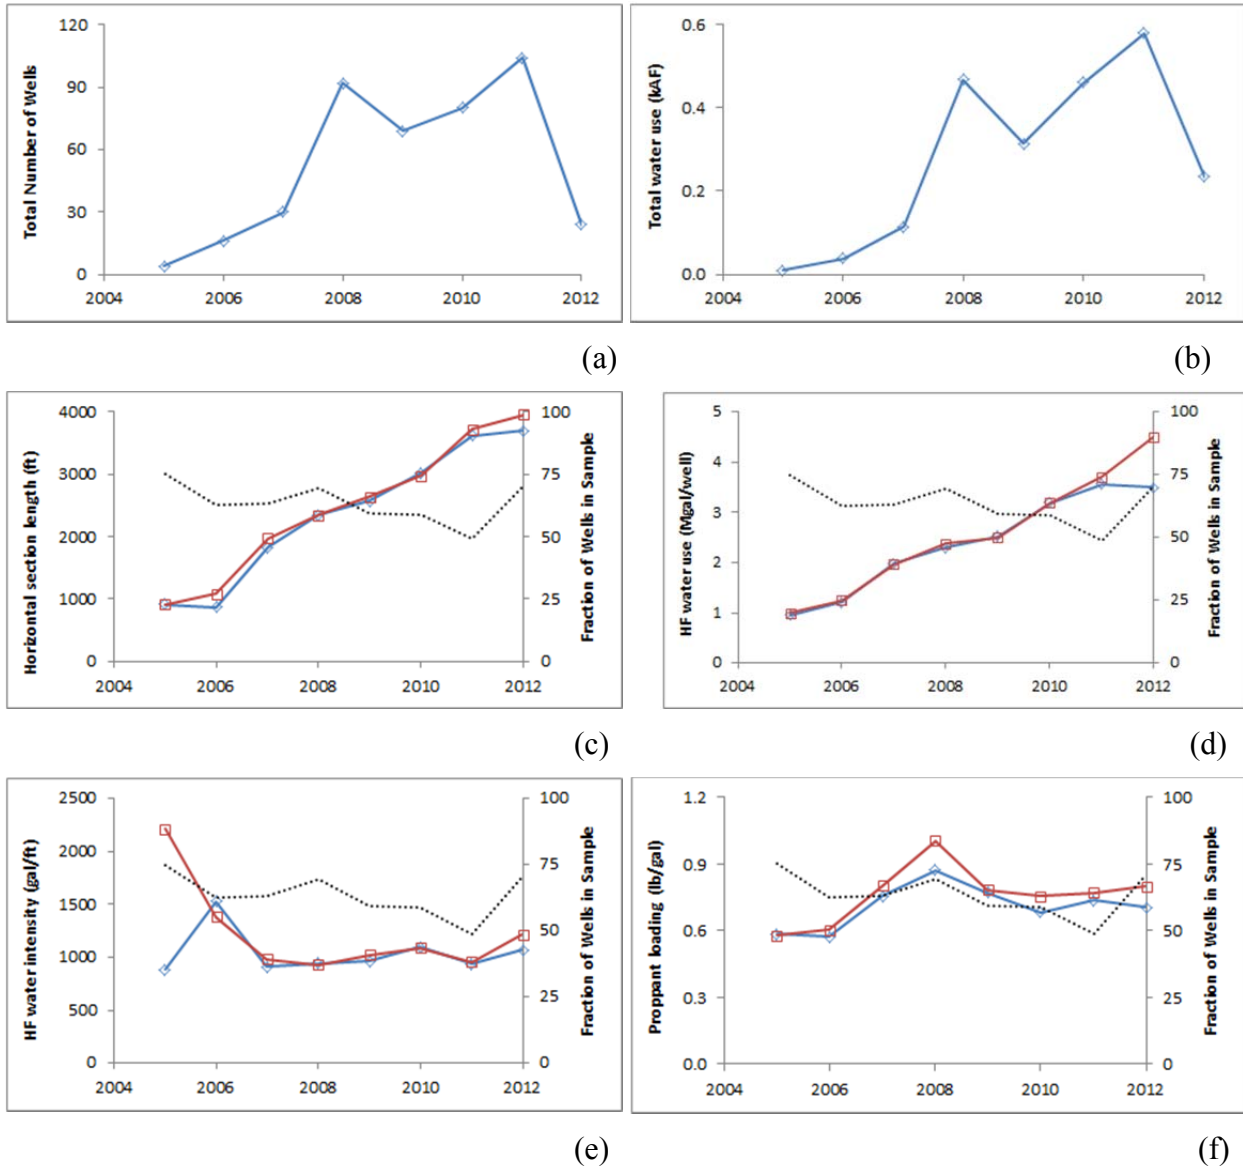 Total Number of Wells
120
90
60
30
0
2004 2006 2008 2010 2012
(a)
Total water use (kAF)
0.6
0.4
0.2
0.0
2004 2006 2008 2010 2012
(b)
Horizontal section length (ft)
4000
3000
2000
1000
0
2004 2006 2008 2010 2012
100
75
50
25
0
Fraction of Wells in Sample
(c)
HF water use (Mgal/well)
5
4
3
2
1
0
2004 2006 2008 2010 2012
100
75
50
25
0
Fraction of Wells in Sample
(d)
HF water intensity (gal/ft)
2500
2000
1500
1000
500
0
2004 2006 2008 2010 2012
100
75
50
25
0
Fraction of Wells in Sample
(e)
Proppant loading (lb/gal)
1.2
0.9
0.6
0.3
0.0
2004 2006 2008 2010 2012
100
75
50
25
0
Fraction of Wells in Sample
(f)